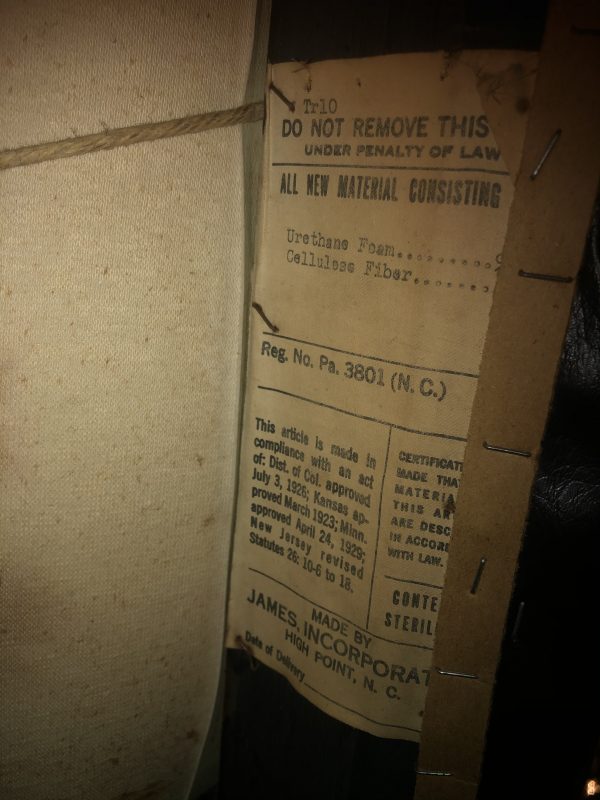 Tr10
DO NOT REMOVE THIS
UNDER PENALTY OF LAW
ALL NEW MATERIAL CONSISTING
Urethane Foam..........
Cellulose Fiber........
Reg. No. Pa. 3801 (N. C.)
This article is made in
compliance with an act
of: Dist. of Col. approved
July 3, 1926; Kansas ap-
proved March 1923; Minn.
approved April 24, 1929;
New Jersey revised
Statutes 26: 10-6 to 18.
CERTIFICATI
MADE THA
MATERIA
THIS AR
ARE DESC
IN ACCORD
WITH LAW.
CONTE
STERIL
MADE BY
JAMES, INCORPORAT
HIGH POINT, N. C.
Date of Delivery